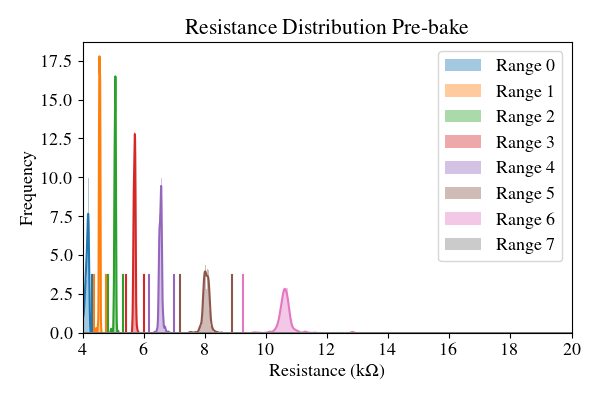 Resistance Distribution Pre-bake
17.5
15.0
12.5
10.0
7.5
5.0
2.5
0.0
Frequency
Range 0
Range 1
Range 2
Range 3
Range 4
Range 5
Range 6
Range 7
4 6 8 10 12 14 16 18 20
Resistance (kΩ)